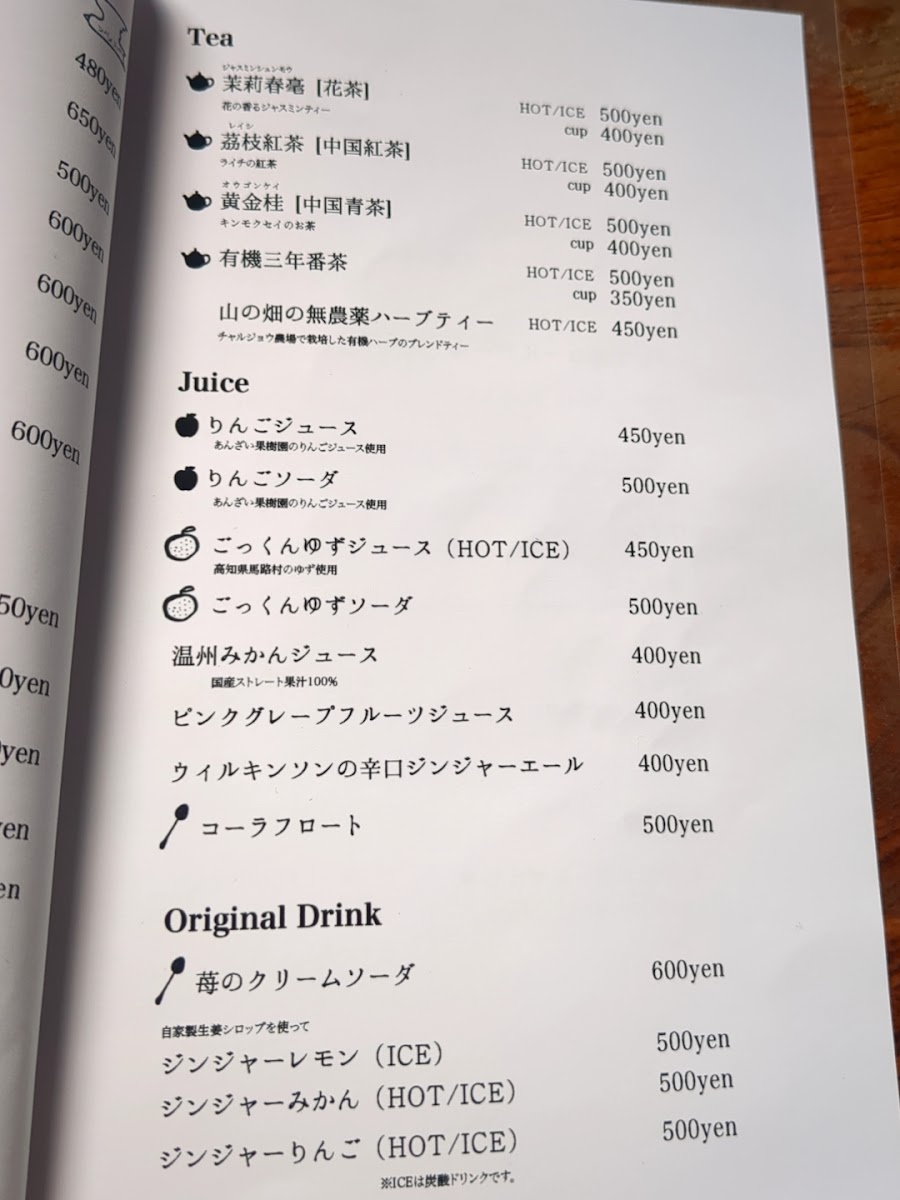 480yen
650yen
500yen
600yen
600yen
600yen
600yen
50yen
0yen
yen
yen
en
Tea
ジャスミンシュンモウ
茉莉春毫 [花茶]
花の香るジャスミンティー
HOT/ICE 500yen
cup 400yen
レイシ
茘枝紅茶 [中国紅茶]
ライチの紅茶
HOT/ICE 500yen
cup 400yen
オウゴンケイ
黄金桂 [中国青茶]
キンモクセイのお茶
HOT/ICE 500yen
cup 400yen
有機三年番茶
HOT/ICE 500yen
cup 350yen
山の畑の無農薬ハーブティー HOT/ICE 450yen
チャルジョウ農場で栽培した有機ハーブのブレンドティー
Juice
りんごジュース 450yen
あんざい果樹園のりんごジュース使用
りんごソーダ 500yen
あんざい果樹園のりんごジュース使用
ごっくんゆずジュース（HOT/ICE） 450yen
高知県馬路村のゆず使用
ごっくんゆずソーダ 500yen
温州みかんジュース 400yen
国産ストレート果汁100%
ピンクグレープフルーツジュース 400yen
ウィルキンソンの辛口ジンジャーエール 400yen
コーラフロート 500yen
Original Drink
苺のクリームソーダ 600yen
自家製生姜シロップを使って
ジンジャーレモン（ICE） 500yen
ジンジャーみかん（HOT/ICE） 500yen
ジンジャーりんご（HOT/ICE） 500yen
※ICEは炭酸ドリンクです。